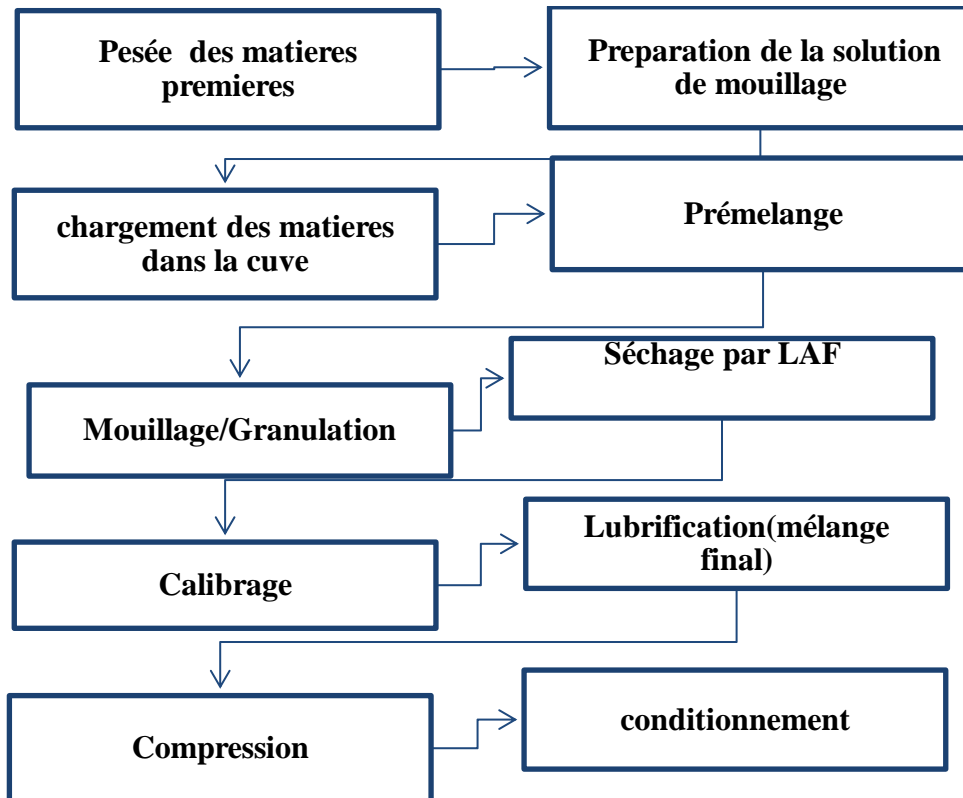 Pesée des matieres
premieres
Preparation de la solution
de mouillage
chargement des matieres
dans la cuve
Prémelange
Mouillage/Granulation
Séchage par LAF
Calibrage
Lubrification(mélange
final)
Compression
conditionnement